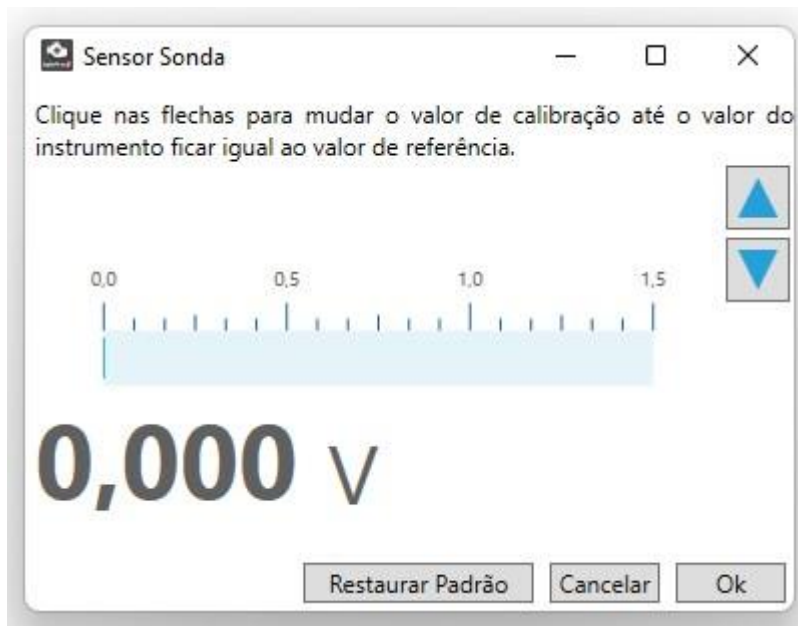 Sensor Sonda
Clique nas flechas para mudar o valor de calibração até o valor do
instrumento ficar igual ao valor de referência.
0,0 0,5 1,0 1,5
0,000 V
Restaurar Padrão Cancelar Ok